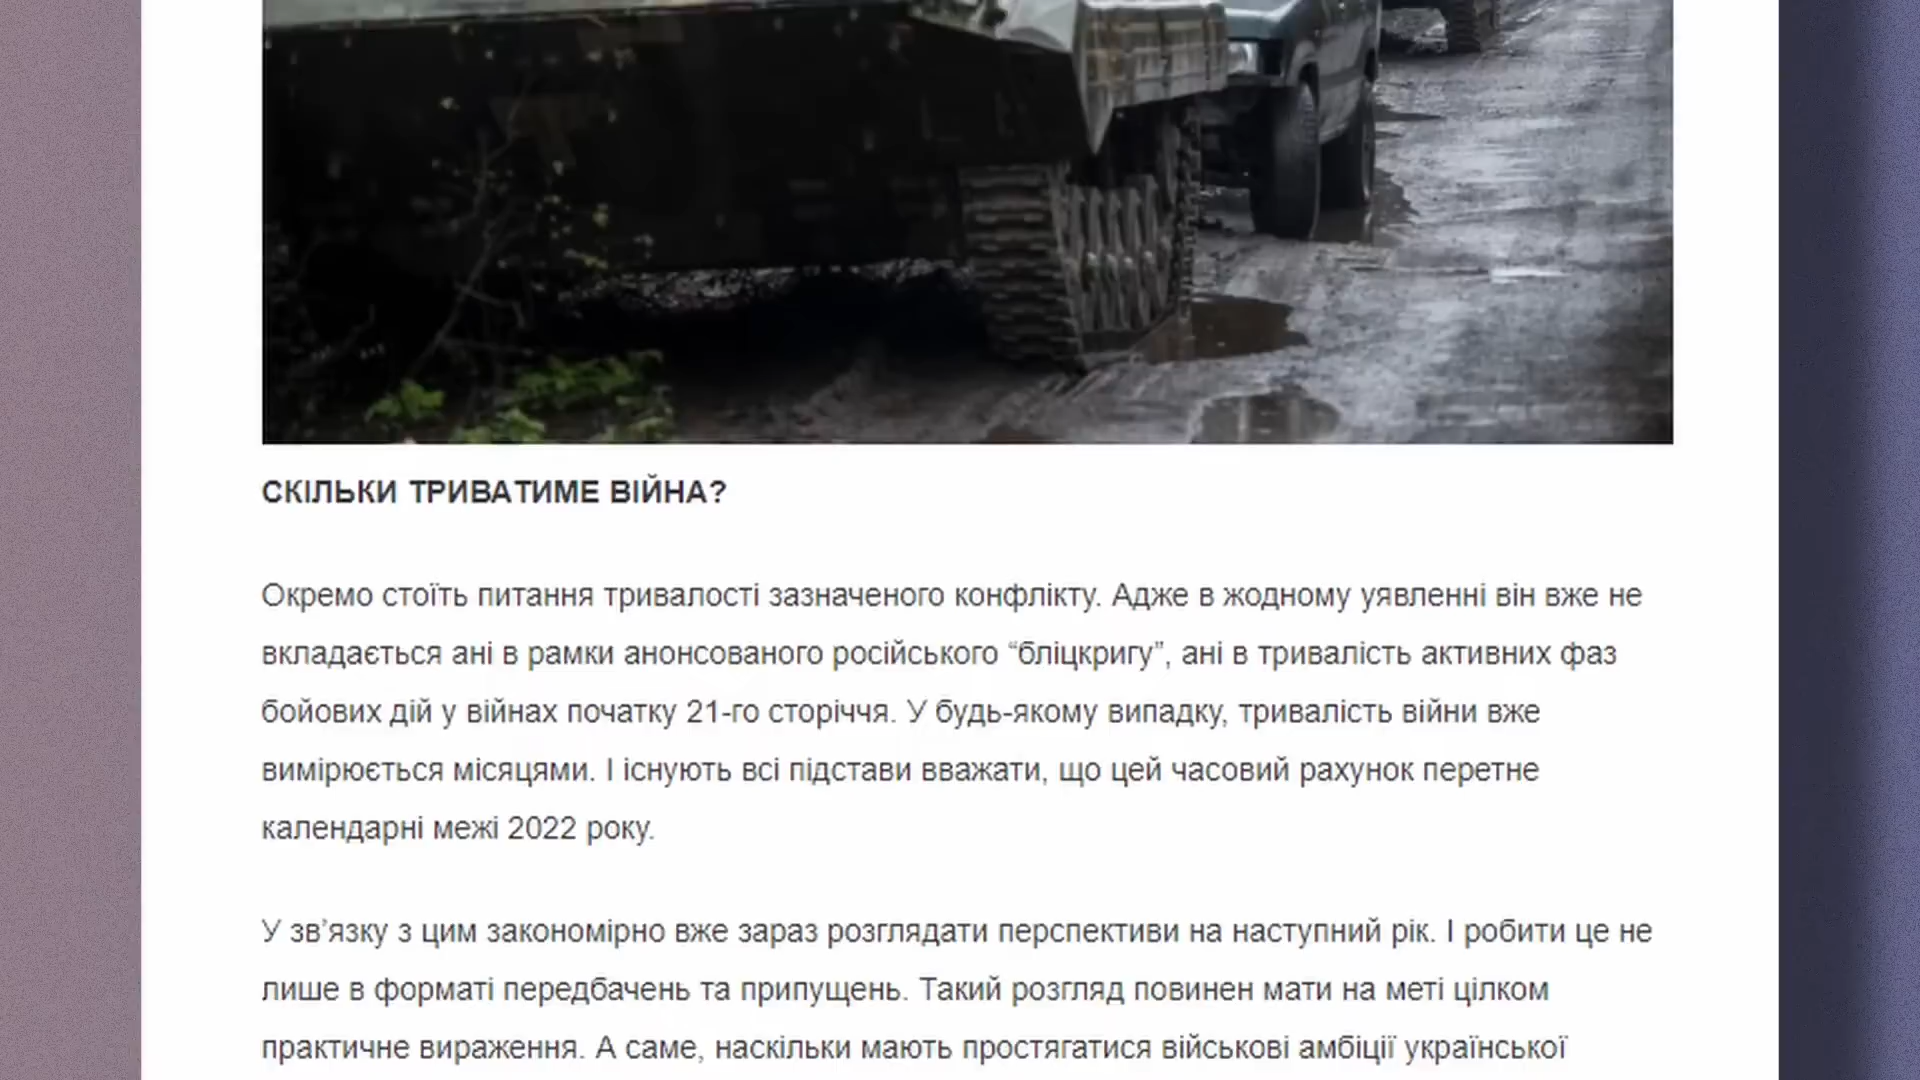 СКІЛЬКИ ТРИВАТИМЕ ВІЙНА?
Окремо стоїть питання тривалості зазначеного конфлікту. Адже в жодному уявленні він вже не
вкладається ані в рамки анонсованого російського “бліцкригу”, ані в тривалість активних фаз
бойових дій у війнах початку 21-го сторіччя. У будь-якому випадку, тривалість війни вже
вимірюється місяцями. І існують всі підстави вважати, що цей часовий рахунок перетне
календарні межі 2022 року.
У зв’язку з цим закономірно вже зараз розглядати перспективи на наступний рік. І робити це не
лише в форматі передбачень та припущень. Такий розгляд повинен мати на меті цілком
практичне вираження. А саме, наскільки мають простягатися військові амбіції української